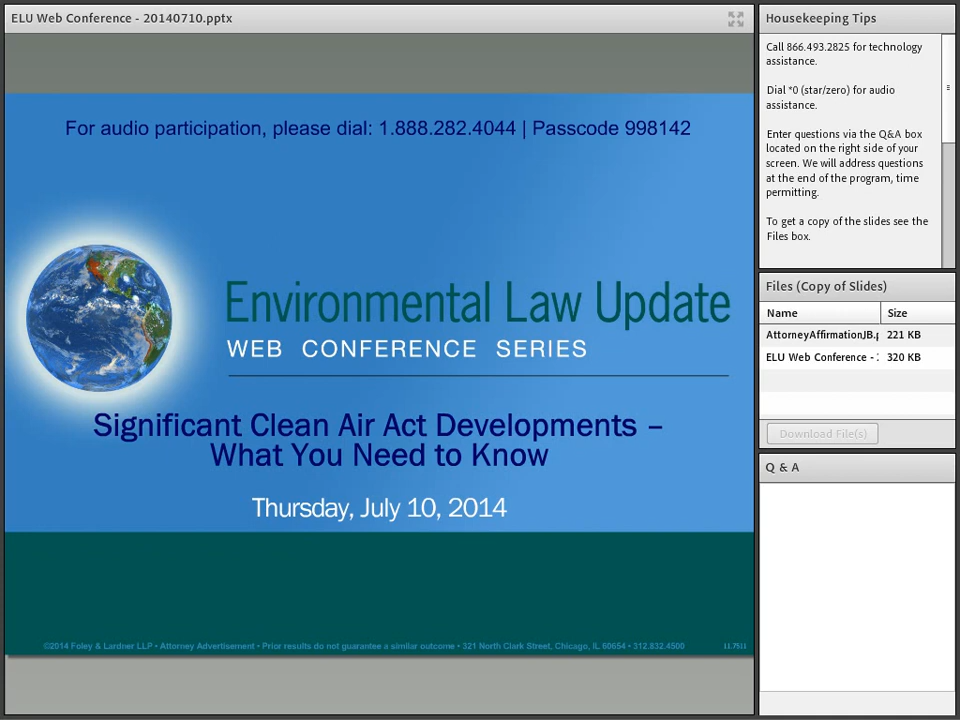 ELU Web Conference - 20140710.pptx
For audio participation, please dial: 1.888.282.4044 | Passcode 998142
Environmental Law Update
WEB CONFERENCE SERIES
Significant Clean Air Act Developments –
What You Need to Know
Thursday, July 10, 2014
©2014 Foley & Lardner LLP • Attorney Advertisement • Prior results do not guarantee a similar outcome • 321 North Clark Street, Chicago, IL 60654 • 312.832.4500
11.7511
Housekeeping Tips
Call 866.493.2825 for technology
assistance.
Dial *0 (star/zero) for audio
assistance.
Enter questions via the Q&A box
located on the right side of your
screen. We will address questions
at the end of the program, time
permitting.
To get a copy of the slides see the
Files box.
Files (Copy of Slides)
Name Size
AttorneyAffirmationJB.p 221 KB
ELU Web Conference - 320 KB
Download File(s)
Q & A